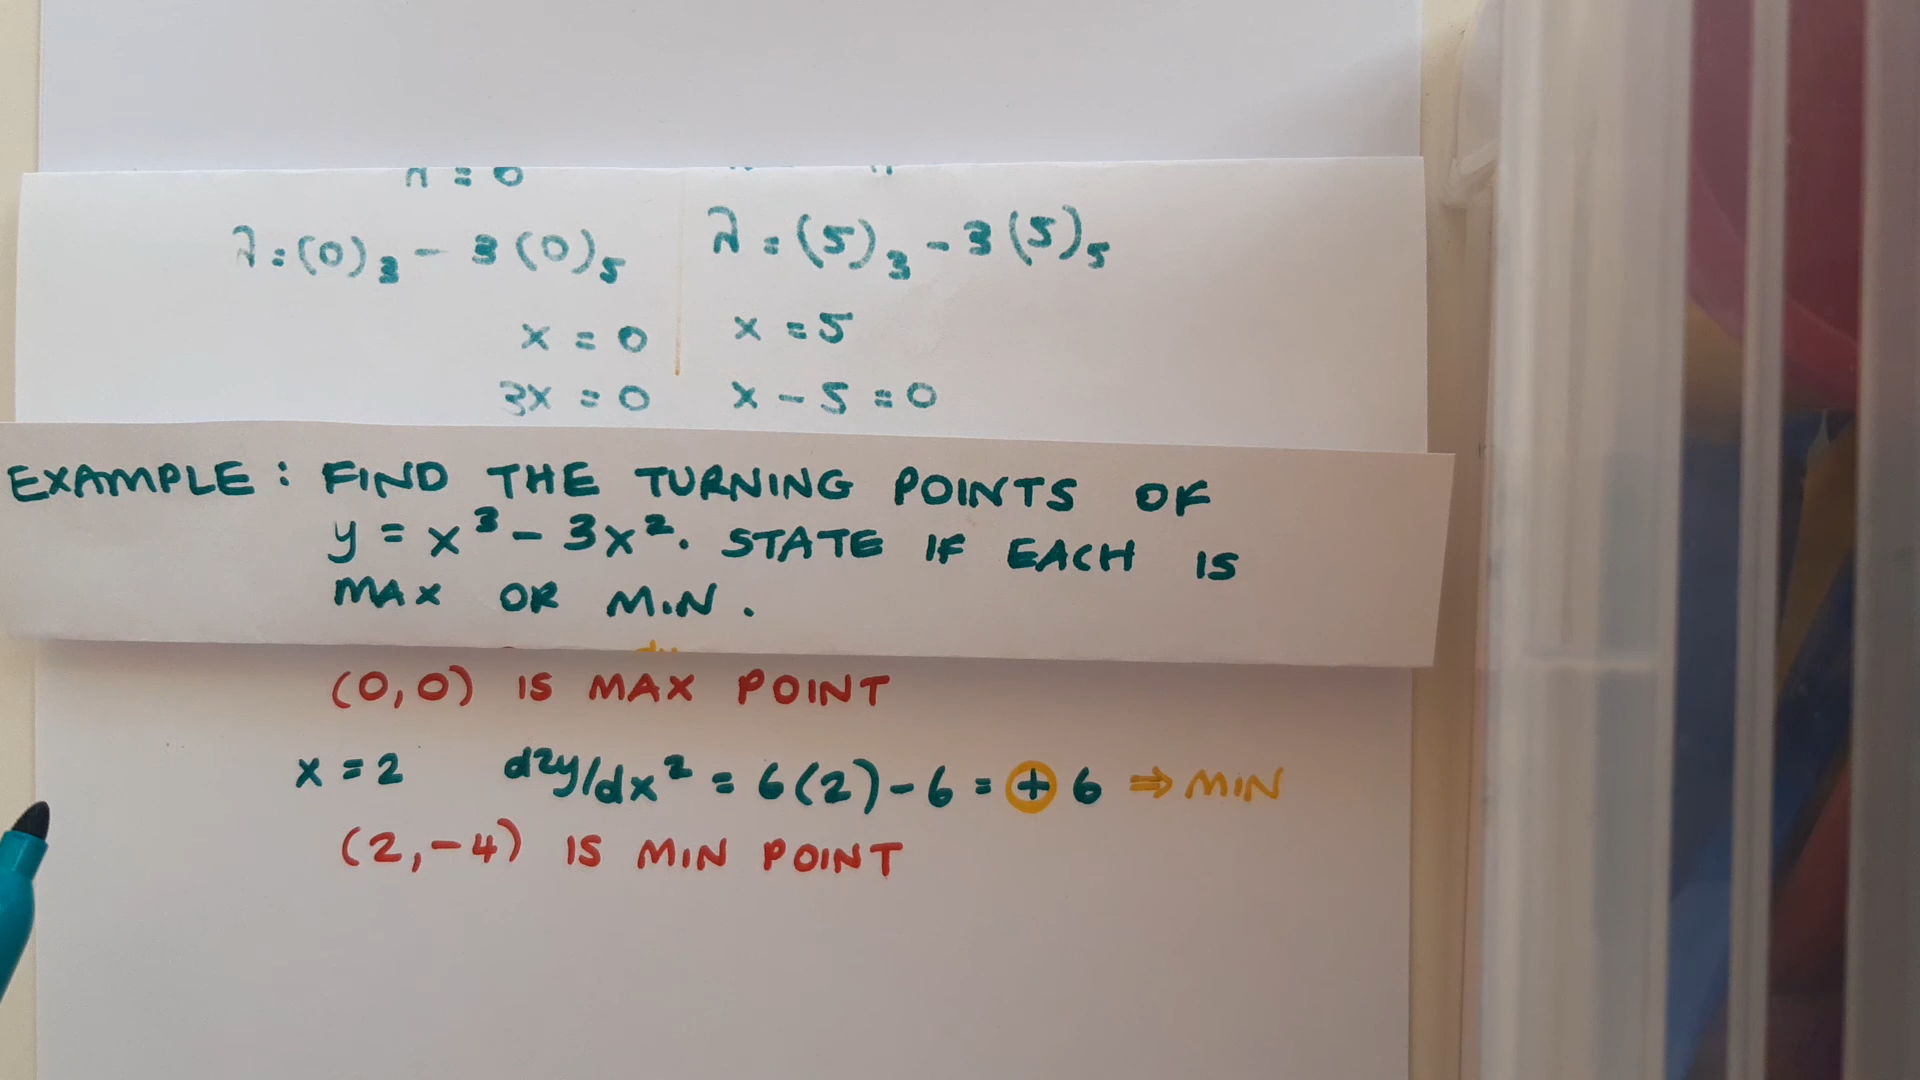 y = (0)³ - 3(0)² y = (2)³ - 3(2)²
x = 0 x = 2
3x = 0 x - 2 = 0
EXAMPLE : FIND THE TURNING POINTS OF
y = x³ - 3x². STATE IF EACH IS
MAX OR MIN.
(0,0) IS MAX POINT
x = 2 d²y/dx² = 6(2) - 6 = + 6 ⇒ MIN
(2,-4) IS MIN POINT